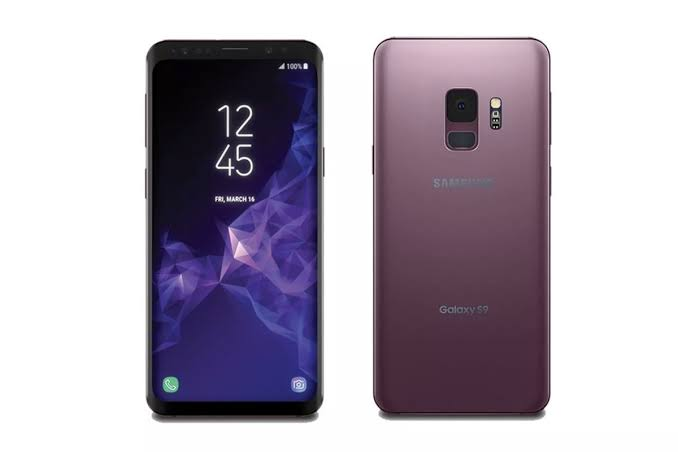 100%
12
45
FRI, MARCH 16
SAMSUNG
Galaxy S9